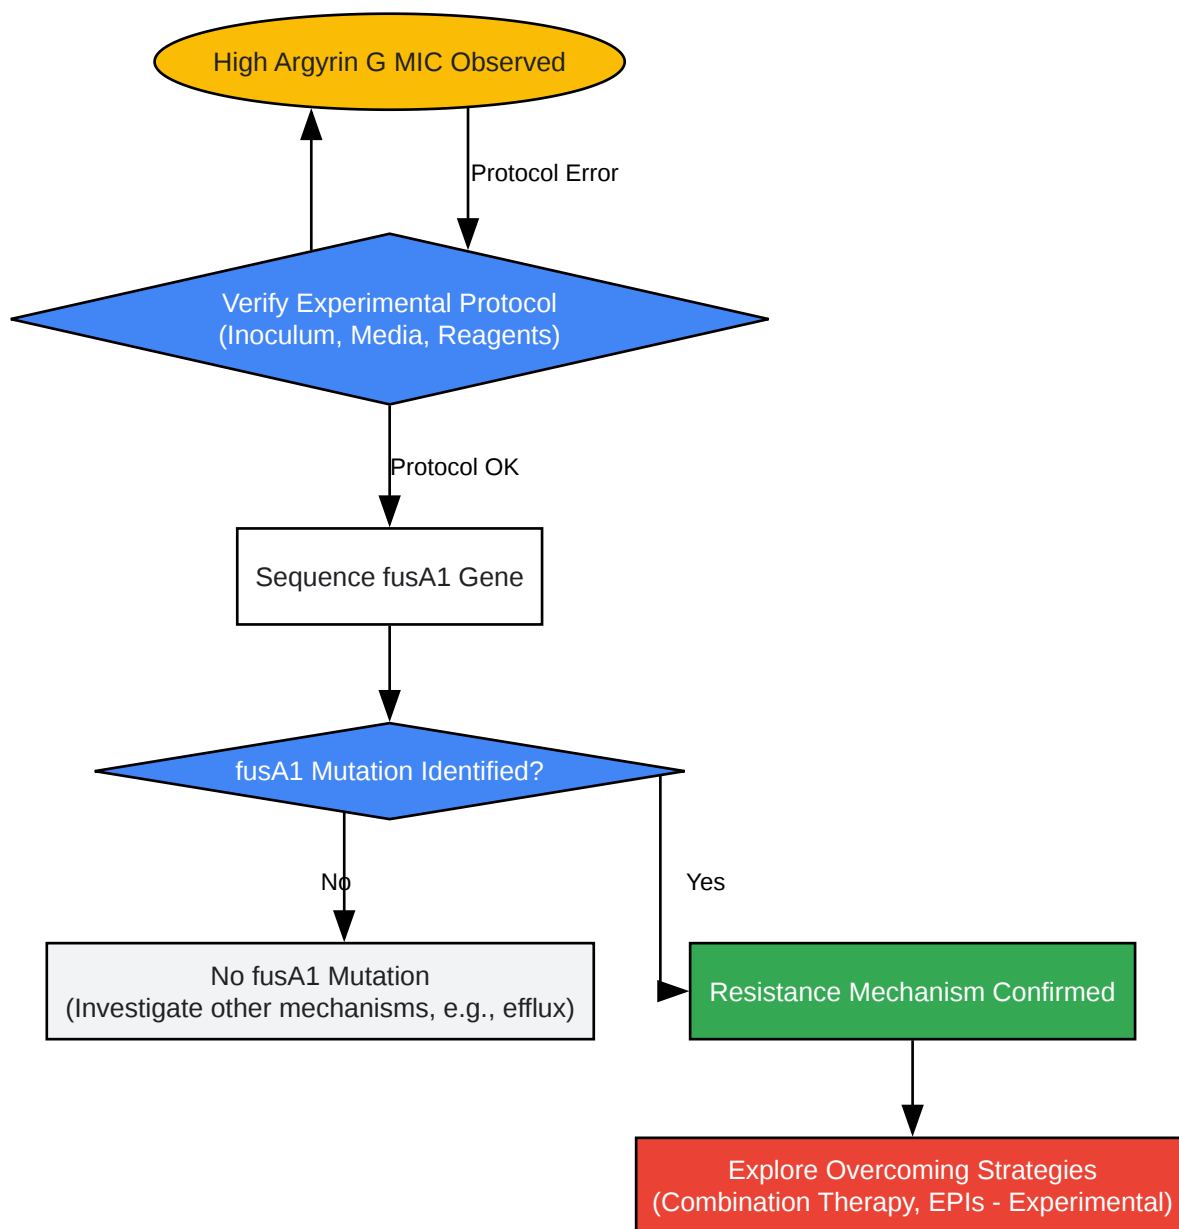 High Argyrin G MIC Observed
Protocol Error
Verify Experimental Protocol
(Inoculum, Media, Reagents)
Protocol OK
Sequence fusA1 Gene
fusA1 Mutation Identified?
No
Yes
No fusA1 Mutation
(Investigate other mechanisms, e.g., efflux)
Resistance Mechanism Confirmed
Explore Overcoming Strategies
(Combination Therapy, EPIs - Experimental)